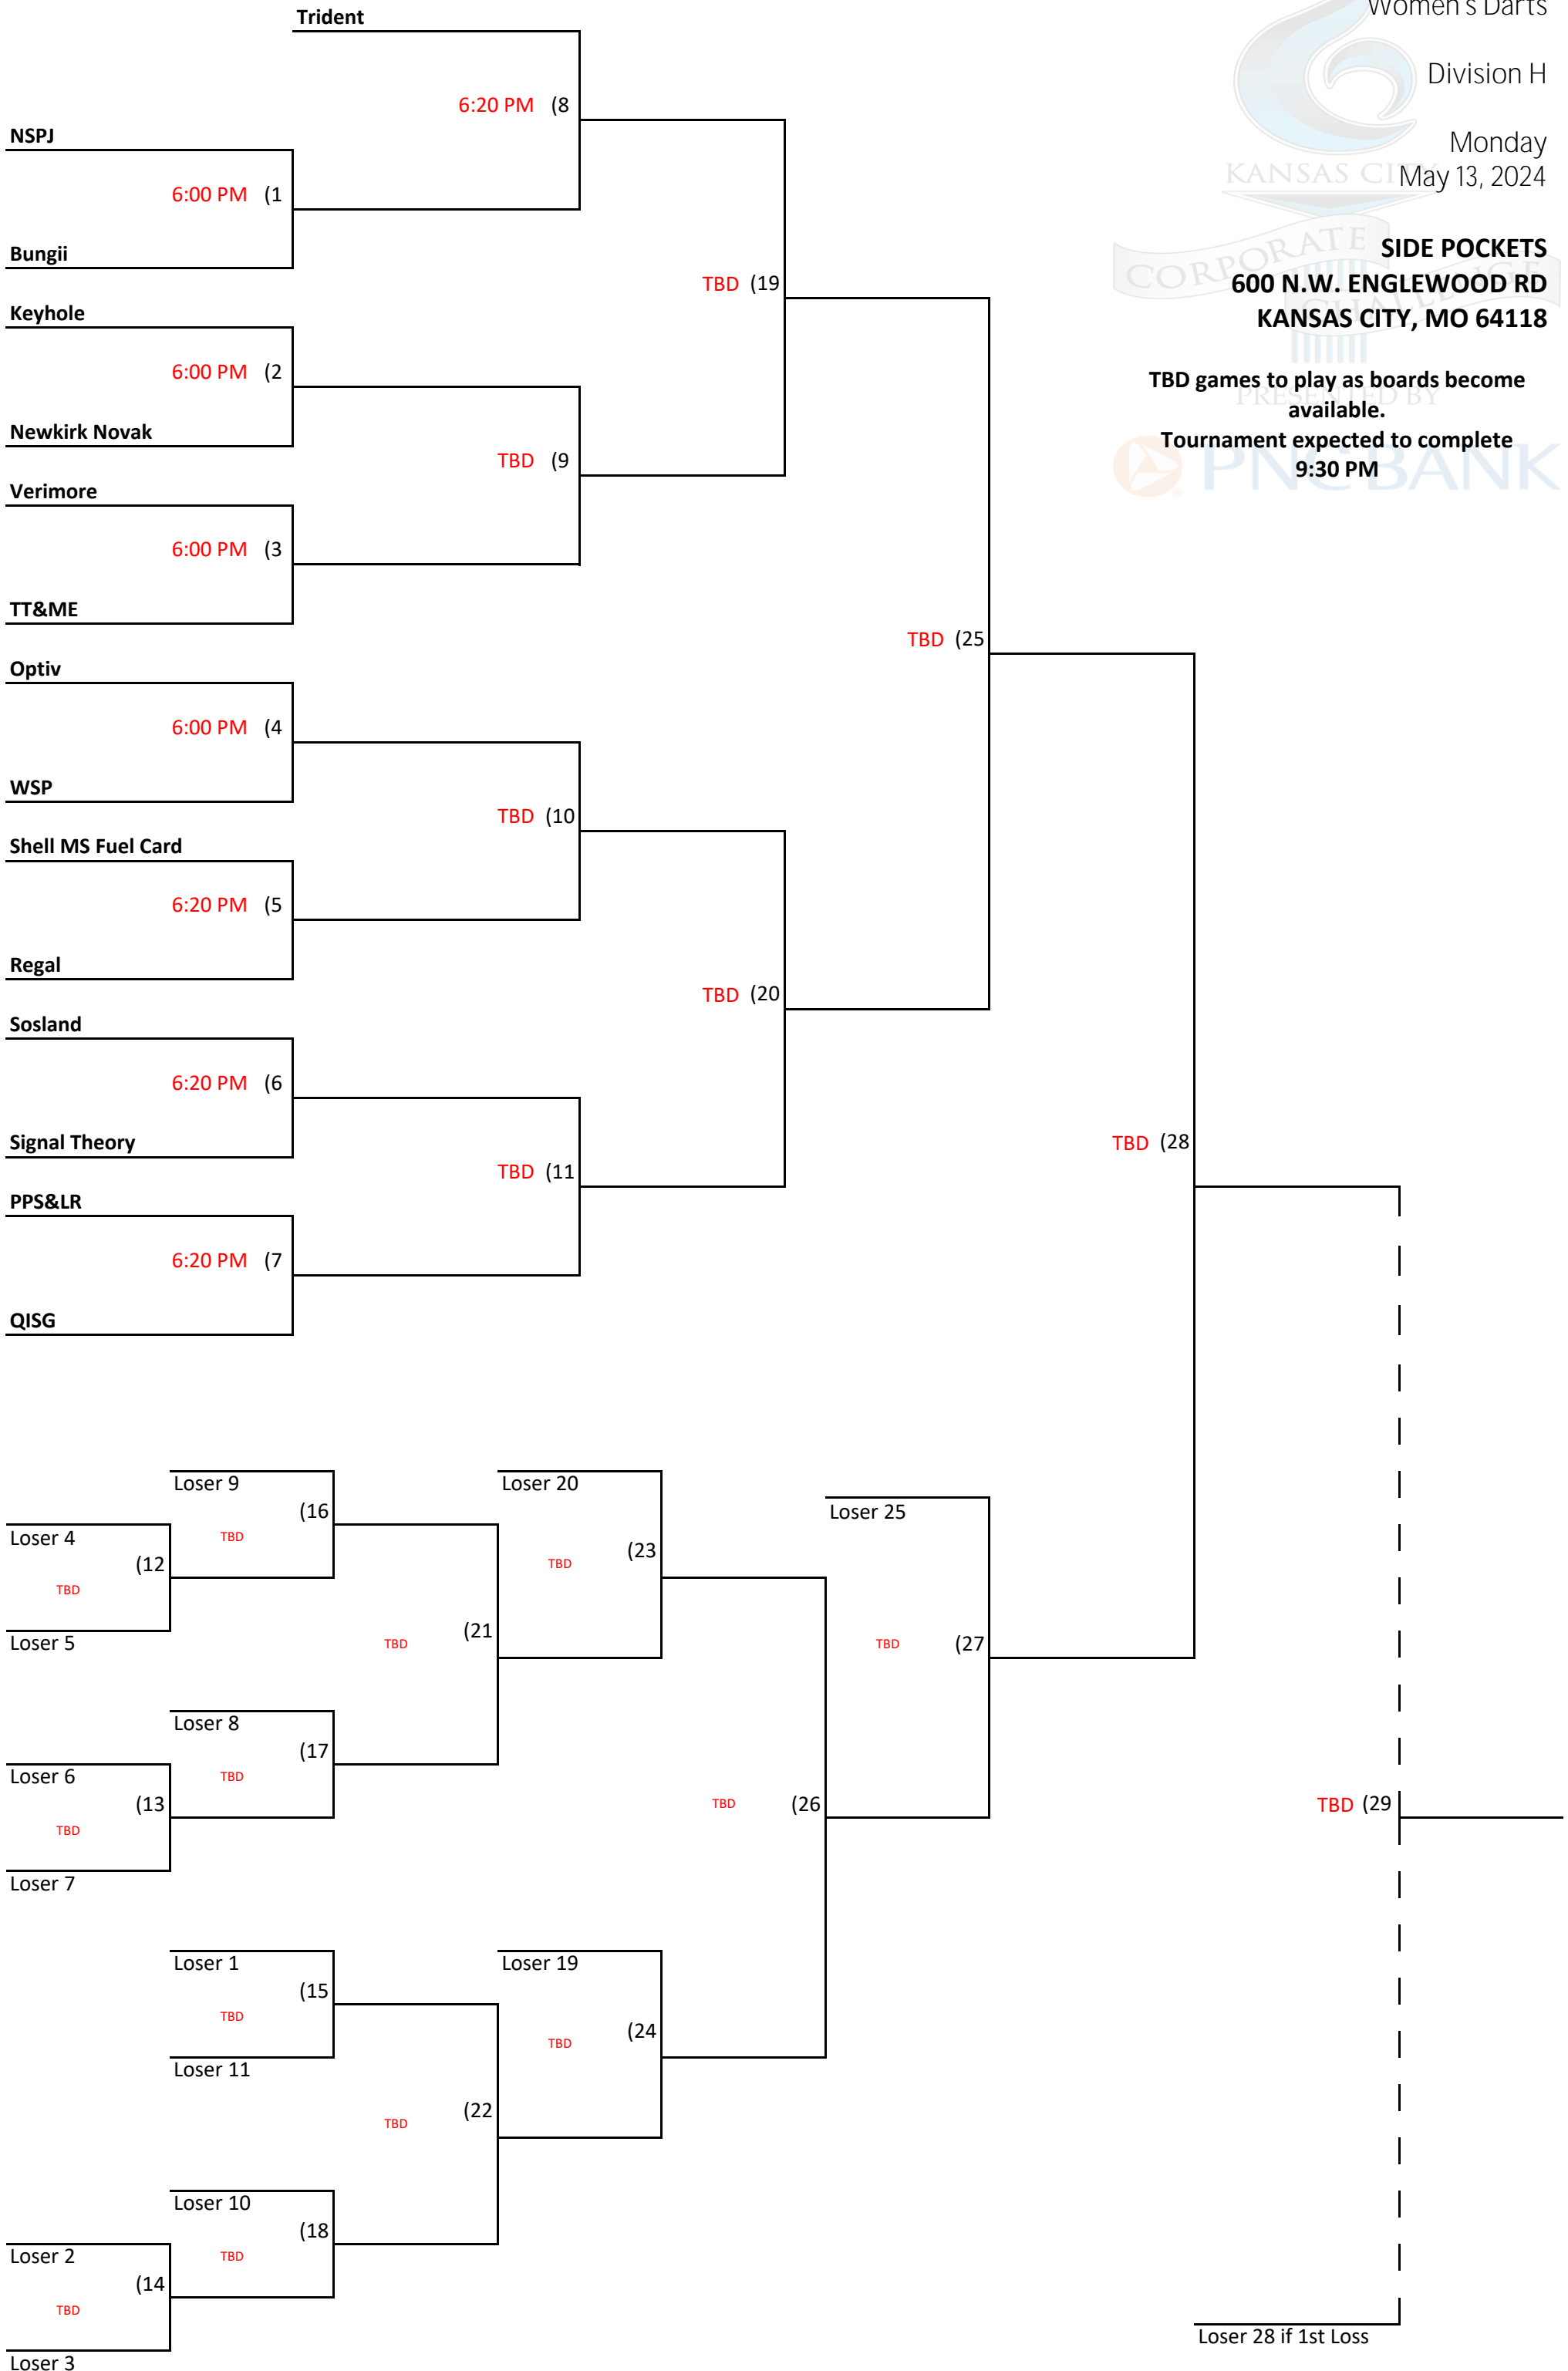 Women's Darts
Division H
Monday
May 13, 2024
KANSAS CITY
CORPORATE
CHALLENGE
PRESENTED BY
PNC BANK
SIDE POCKETS
600 N.W. ENGLEWOOD RD
KANSAS CITY, MO 64118
TBD games to play as boards become
available.
Tournament expected to complete
9:30 PM
Trident
6:20 PM (8
NSPJ
6:00 PM (1
Bungii
TBD (19
Keyhole
6:00 PM (2
Newkirk Novak
TBD (9
Verimore
6:00 PM (3
TT&ME
TBD (25
Optiv
6:00 PM (4
WSP
TBD (10
Shell MS Fuel Card
6:20 PM (5
Regal
TBD (20
Sosland
6:20 PM (6
Signal Theory
TBD (28
TBD (11
PPS&LR
6:20 PM (7
QISG
Loser 9
Loser 20
(16
Loser 25
TBD
Loser 4
(12
(23
TBD
TBD
Loser 5
(21
TBD
TBD (27
Loser 8
(17
TBD
Loser 6
(13
TBD
TBD (26
TBD (29
Loser 7
Loser 1
Loser 19
(15
TBD
(24
TBD
Loser 11
(22
TBD
Loser 10
(18
TBD
Loser 2
(14
TBD
Loser 3
Loser 28 if 1st Loss